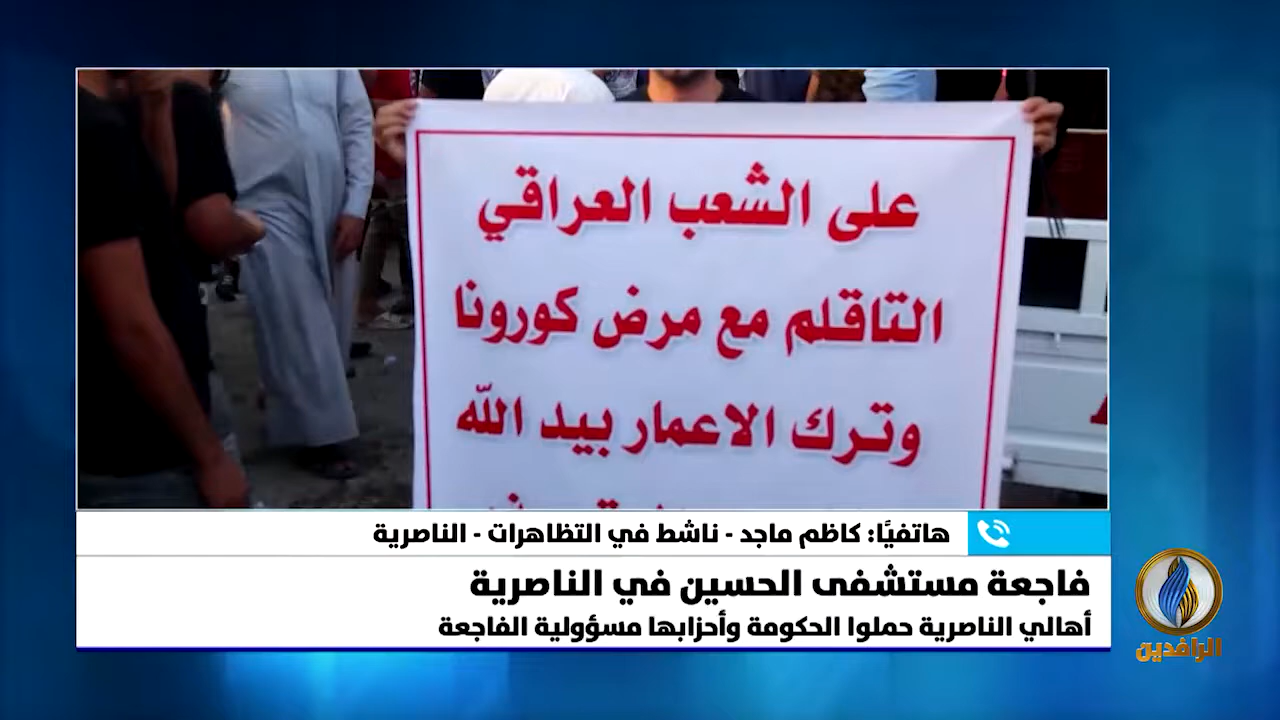 على الشعب العراقي
التاقلم مع مرض كورونا
وترك الاعمار بيد الله
هاتفيًا: كاظم ماجد - ناشط في التظاهرات - الناصرية
فاجعة مستشفى الحسين في الناصرية
أهالي الناصرية حملوا الحكومة وأحزابها مسؤولية الفاجعة
الرافدين